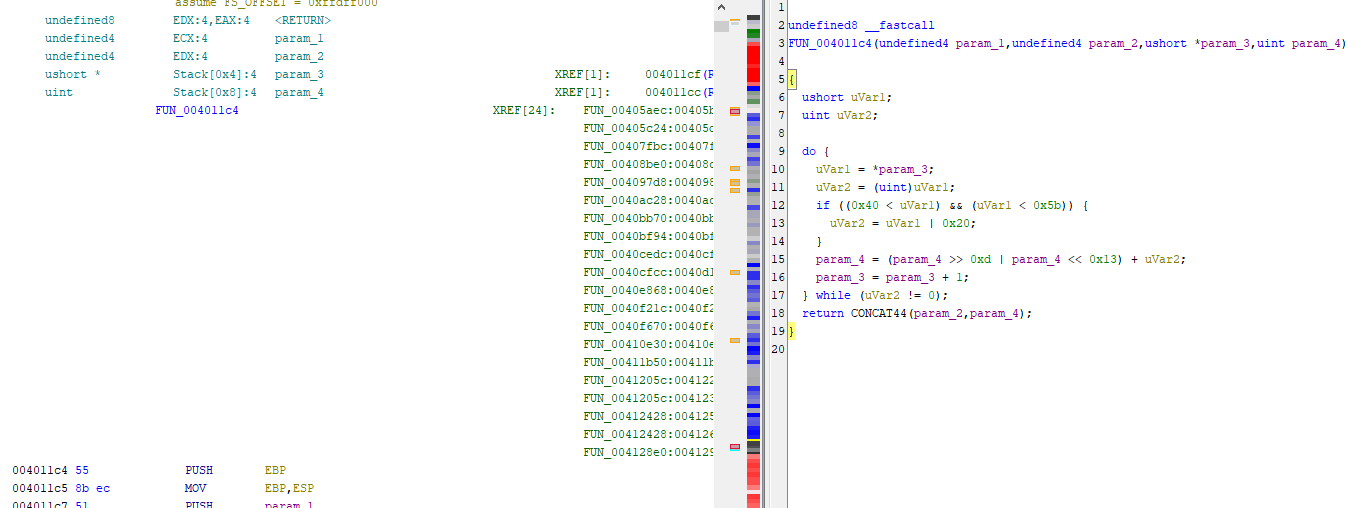 assume FS_OFFSET = 0xffdff000
undefined8 EDX:4,EAX:4 <RETURN>
undefined4 ECX:4 param_1
undefined4 EDX:4 param_2
ushort * Stack[0x4]:4 param_3 XREF[1]: 004011cf(R
uint Stack[0x8]:4 param_4 XREF[1]: 004011cc(R
FUN_004011c4 XREF[24]: FUN_00405aec:00405b
FUN_00405c24:00405c
FUN_00407fbc:00407f
FUN_00408be0:00408c
FUN_004097d8:004098
FUN_0040ac28:0040ac
FUN_0040bb70:0040bb
FUN_0040bf94:0040bf
FUN_0040cedc:0040cf
FUN_0040cfcc:0040d1
FUN_0040e868:0040e8
FUN_0040f21c:0040f2
FUN_0040f670:0040f6
FUN_00410e30:00410e
FUN_00411b50:00411b
FUN_0041205c:004122
FUN_0041205c:004123
FUN_00412428:004125
FUN_00412428:004126
FUN_004128e0:004129
004011c4 55 PUSH EBP
004011c5 8b ec MOV EBP,ESP
004011c7 51 PUSH param_1
1
2 undefined8 __fastcall
3 FUN_004011c4(undefined4 param_1,undefined4 param_2,ushort *param_3,uint param_4)
4
5 {
6 ushort uVar1;
7 uint uVar2;
8
9 do {
10 uVar1 = *param_3;
11 uVar2 = (uint)uVar1;
12 if ((0x40 < uVar1) && (uVar1 < 0x5b)) {
13 uVar2 = uVar1 | 0x20;
14 }
15 param_4 = (param_4 >> 0xd | param_4 << 0x13) + uVar2;
16 param_3 = param_3 + 1;
17 } while (uVar2 != 0);
18 return CONCAT44(param_2,param_4);
19 }
20